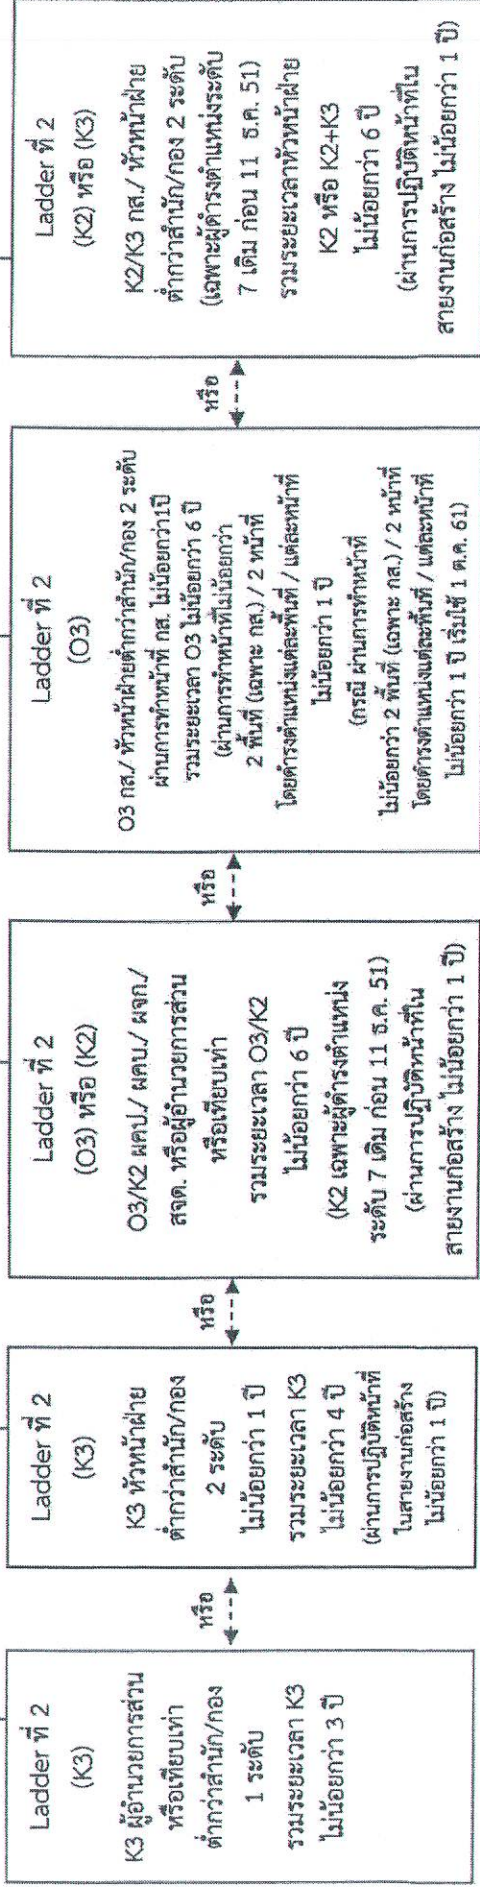 Ladder ที่ 2
(K3)
K3 ผู้อำนวยการส่วน
หรือเทียบเท่า
ต่ำกว่าสำนัก/กอง
1 ระดับ
รวมระยะเวลา K3
ไม่น้อยกว่า 3 ปี
หรือ
Ladder ที่ 2
(K3)
K3 หัวหน้าฝ่าย
ต่ำกว่าสำนัก/กอง
2 ระดับ
ไม่น้อยกว่า 1 ปี
รวมระยะเวลา K3
ไม่น้อยกว่า 4 ปี
(ผ่านการปฏิบัติหน้าที่
ในสายงานก่อสร้าง
ไม่น้อยกว่า 1 ปี)
หรือ
Ladder ที่ 2
(O3) หรือ (K2)
O3/K2 ผคป./ ผคบ./ ผจก./
สจด. หรือผู้อำนวยการส่วน
หรือเทียบเท่า
รวมระยะเวลา O3/K2
ไม่น้อยกว่า 6 ปี
(K2 เฉพาะผู้ดำรงตำแหน่ง
ระดับ 7 เดิม ก่อน 11 ธ.ค. 51)
(ผ่านการปฏิบัติหน้าที่ใน
สายงานก่อสร้าง ไม่น้อยกว่า 1 ปี)
หรือ
Ladder ที่ 2
(O3)
O3 กส./ หัวหน้าฝ่ายต่ำกว่าสำนัก/กอง 2 ระดับ
ผ่านการทำหน้าที่ กส. ไม่น้อยกว่า1ปี
รวมระยะเวลา O3 ไม่น้อยกว่า 6 ปี
(ผ่านการทำหน้าที่ไม่น้อยกว่า
2 พื้นที่ (เฉพาะ กส.) / 2 หน้าที่
โดยดำรงตำแหน่งแต่ละพื้นที่ / แต่ละหน้าที่
ไม่น้อยกว่า 1 ปี
(กรณี ผ่านการทำหน้าที่
ไม่น้อยกว่า 2 พื้นที่ (เฉพาะ กส.) / 2 หน้าที่
โดยดำรงตำแหน่งแต่ละพื้นที่ / แต่ละหน้าที่
ไม่น้อยกว่า 1 ปี เริ่มใช้ 1 ต.ค. 61)
หรือ
Ladder ที่ 2
(K2) หรือ (K3)
K2/K3 กส./ หัวหน้าฝ่าย
ต่ำกว่าสำนัก/กอง 2 ระดับ
(เฉพาะผู้ดำรงตำแหน่งระดับ
7 เดิม ก่อน 11 ธ.ค. 51)
รวมระยะเวลาหัวหน้าฝ่าย
K2 หรือ K2+K3
ไม่น้อยกว่า 6 ปี
(ผ่านการปฏิบัติหน้าที่ใน
สายงานก่อสร้าง ไม่น้อยกว่า 1 ปี)